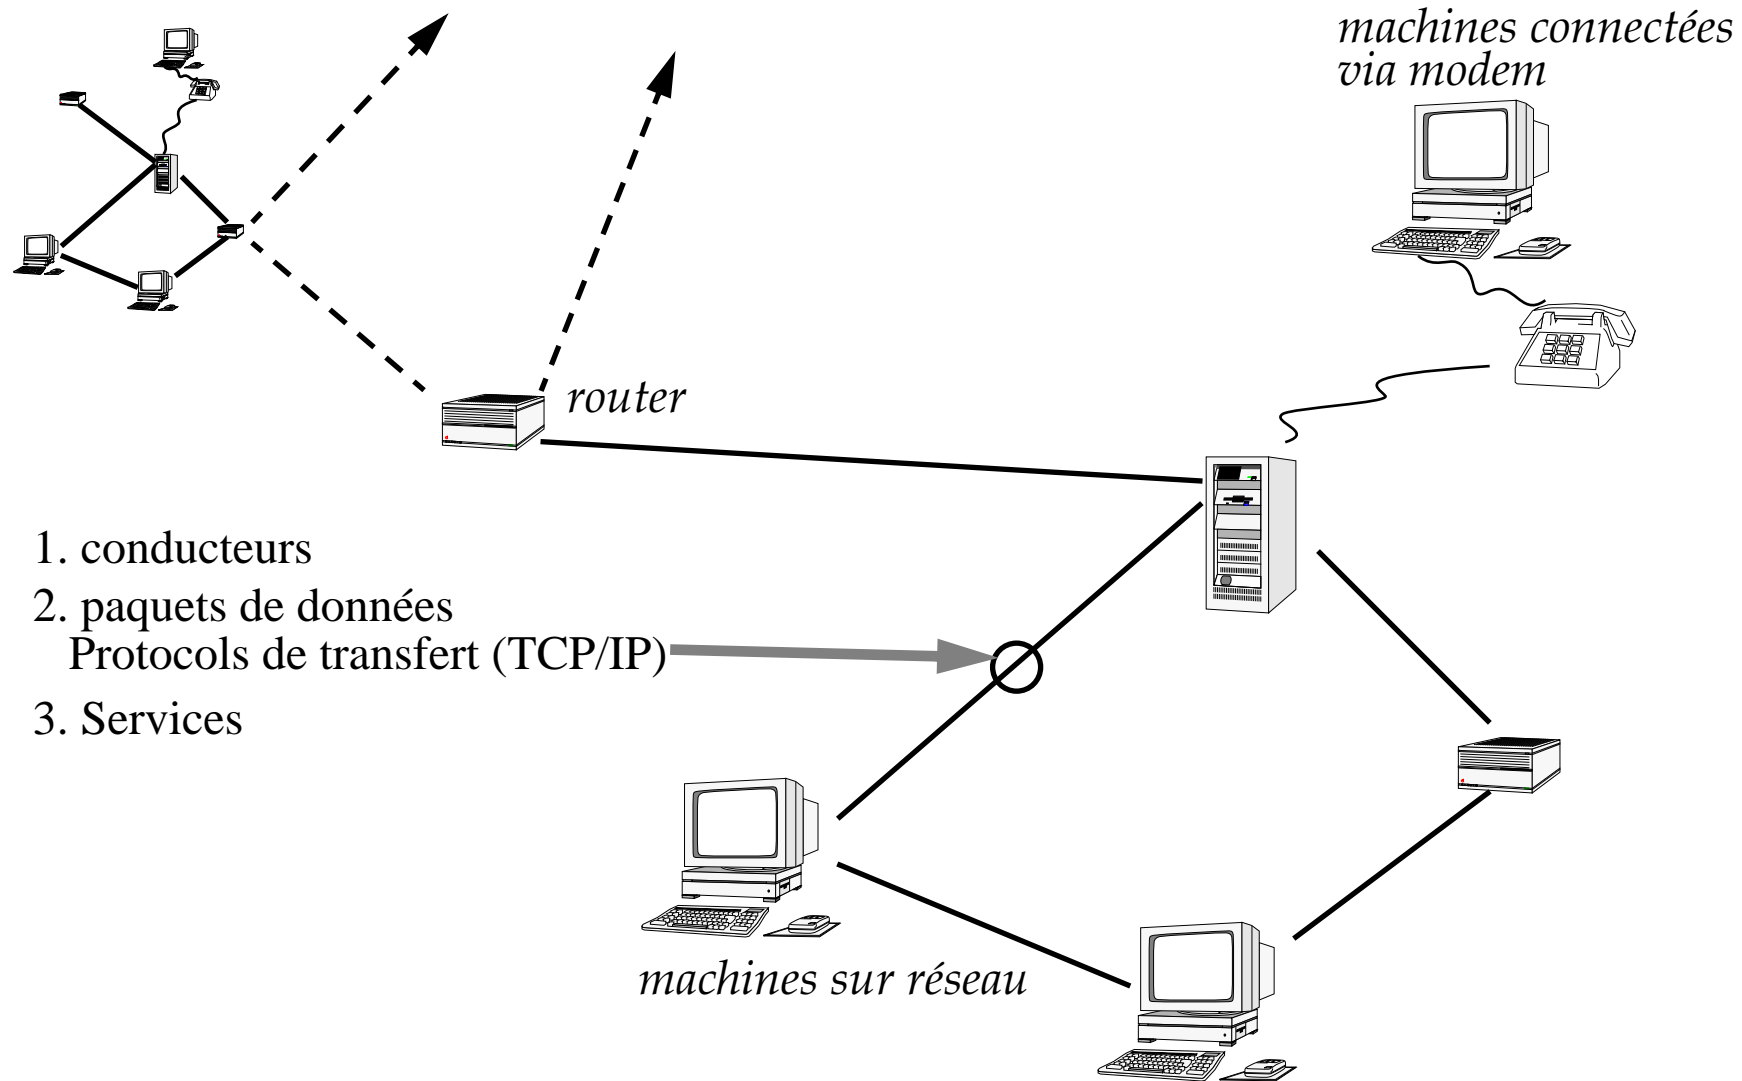 machines connectées
via modem
router
1. conducteurs
2. paquets de données
Protocols de transfert (TCP/IP)
3. Services
machines sur réseau